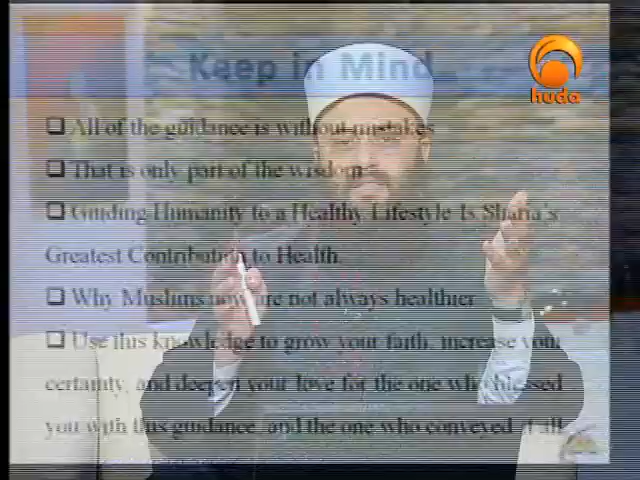 Keep in Mind
huda
❑ All of the guidance is without mistakes
❑ That is only part of the wisdom
❑ Guiding Humanity to a Healthy Lifestyle Is Sharia's
Greatest Contribution to Health
❑ Why Muslims now are not always healthier
❑ Use this knowledge to grow your faith, increase your
certainty, and deepen your love for the one who blessed
you with this guidance, and the one who conveyed it all